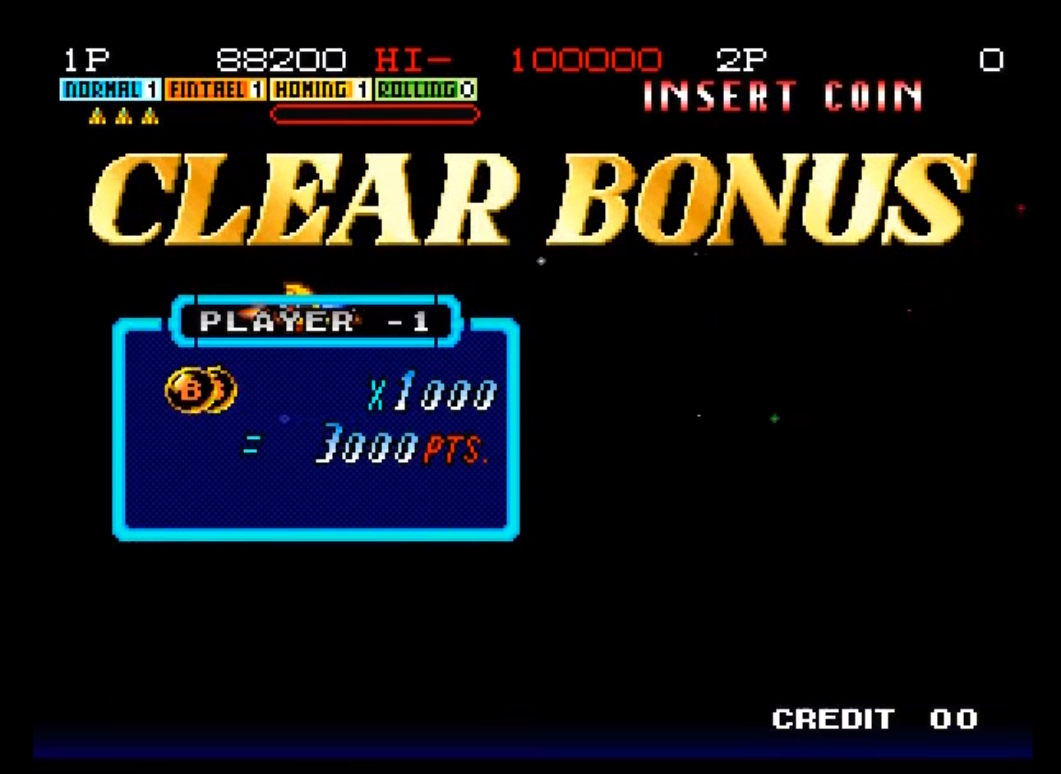 1P 88200 HI- 100000 2P 0
NORMAL 1 FINTAEL 1 HOMING 1 ROLLING 0
INSERT COIN
CLEAR BONUS
PLAYER -1
B B X1000
= 3000 PTS.
CREDIT 00